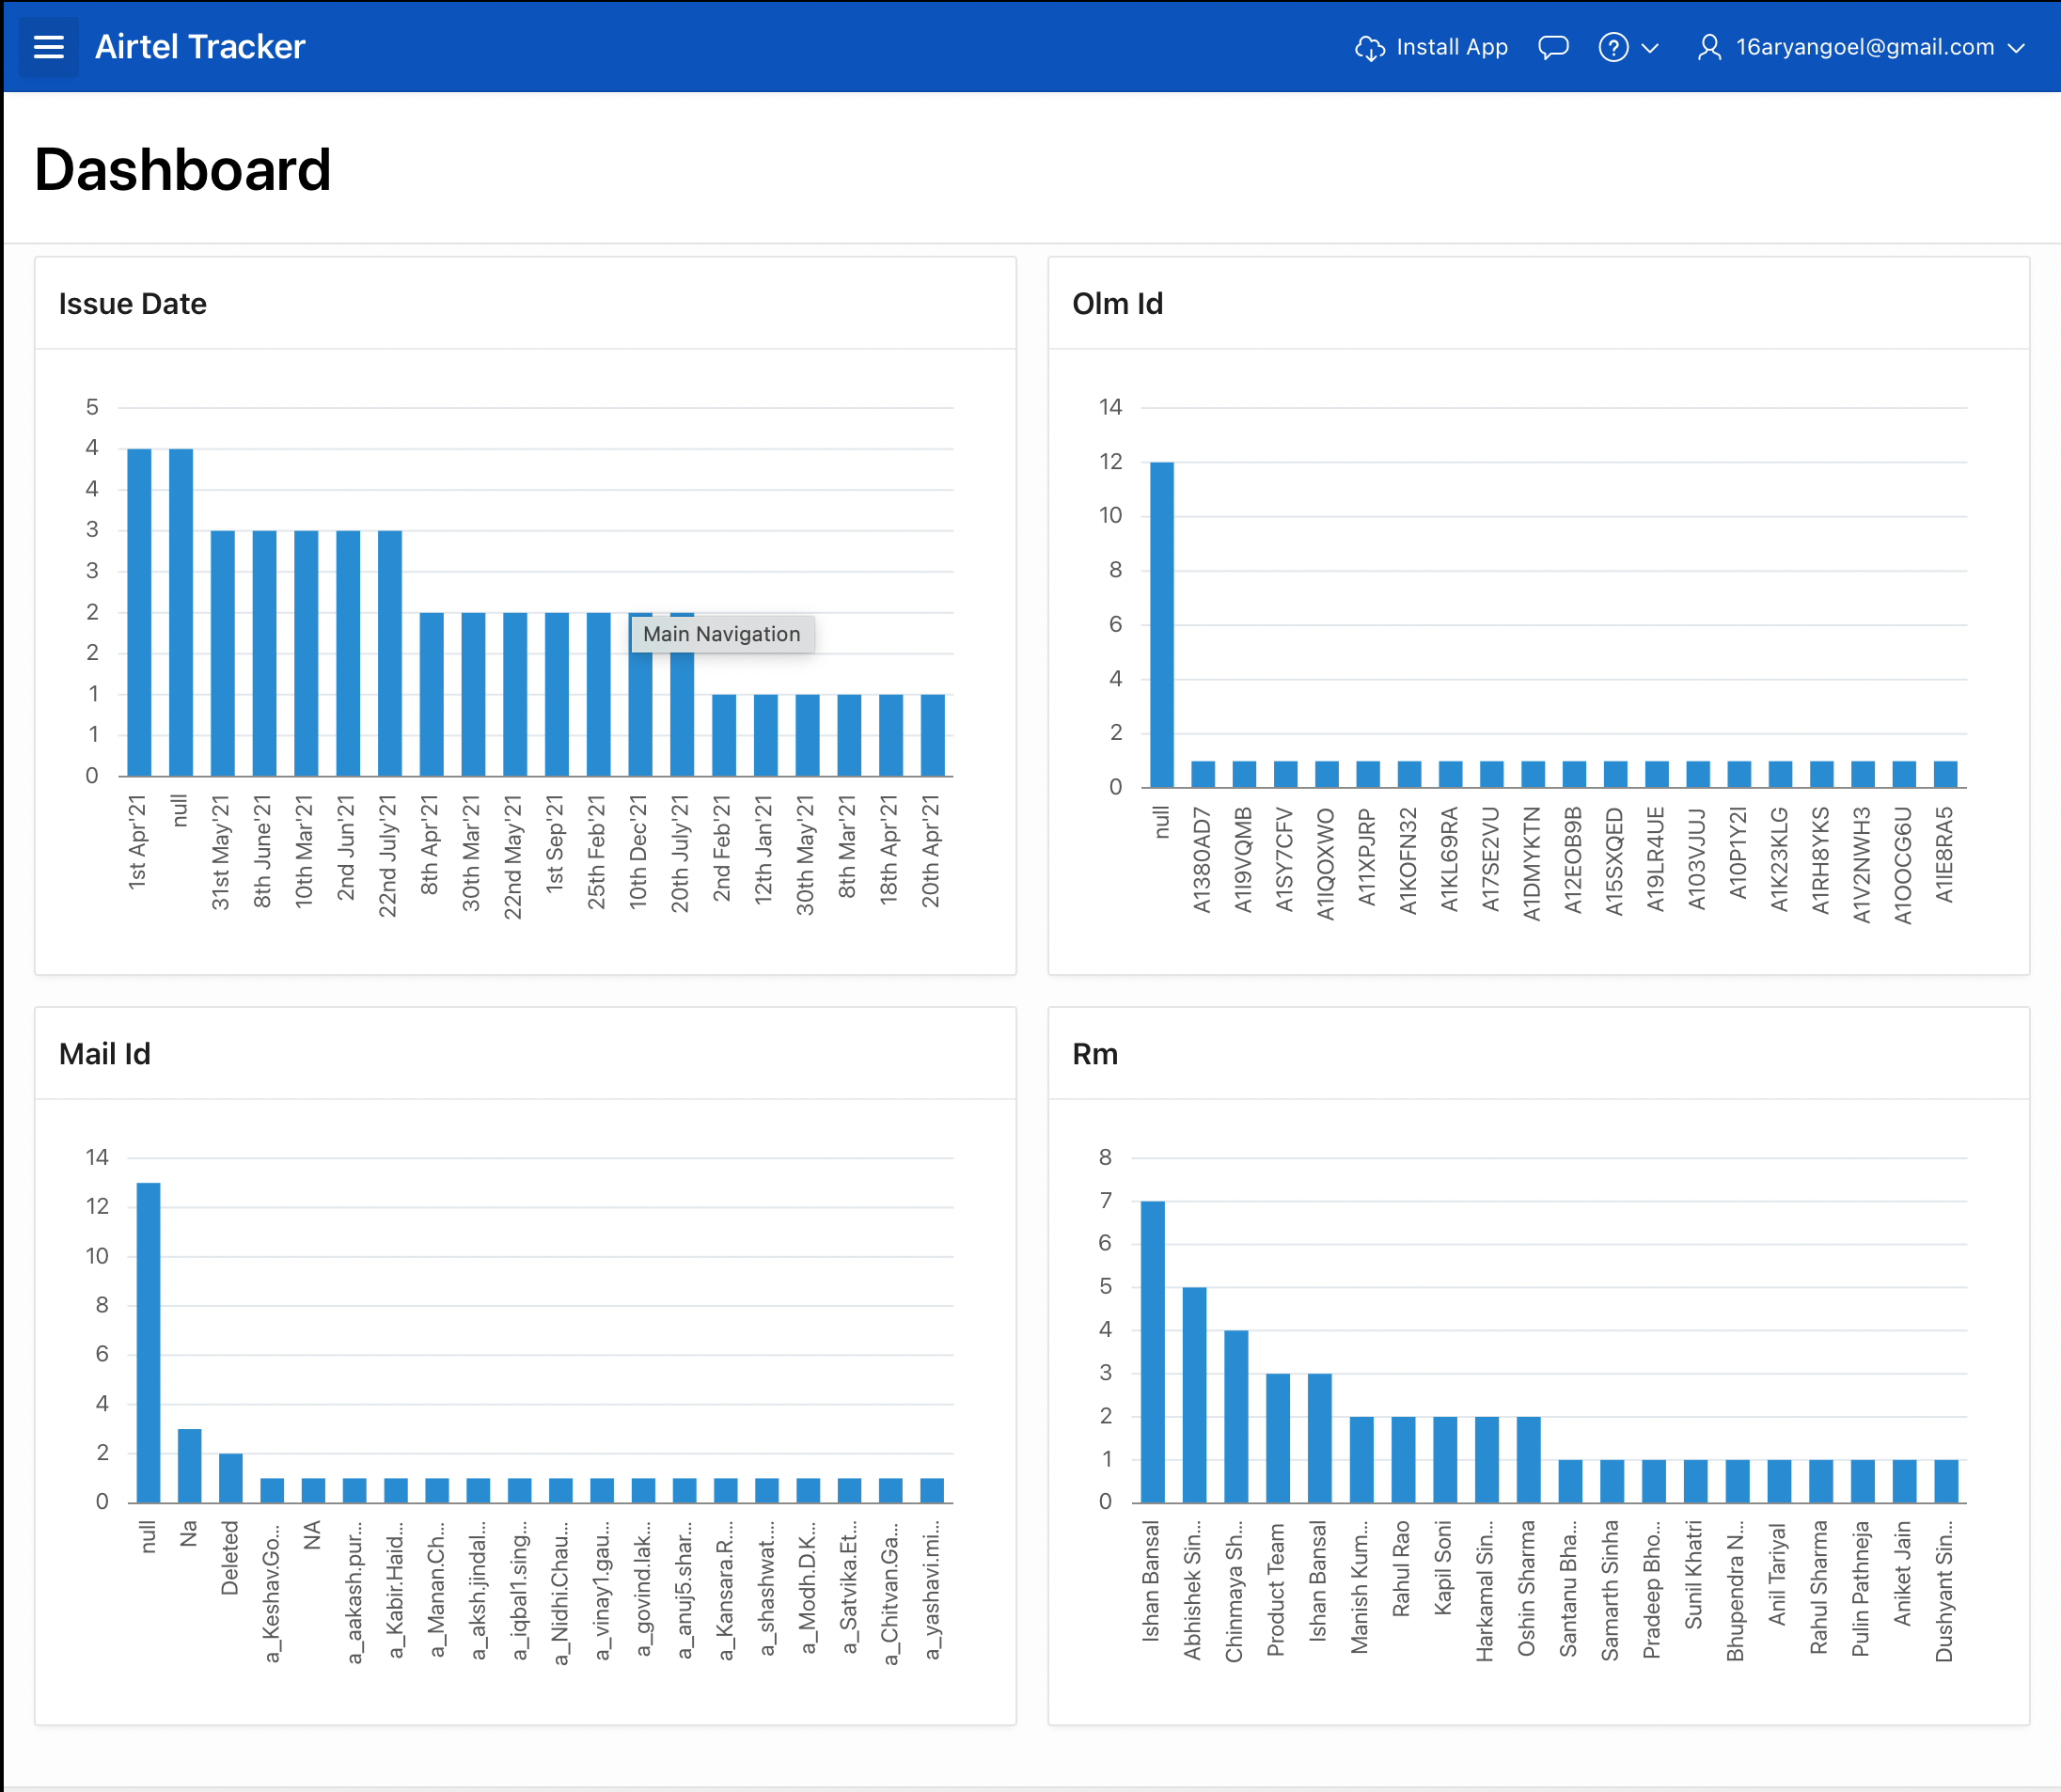 Airtel Tracker
Install App
16aryangoel@gmail.com
Dashboard
Issue Date
5
4
4
3
3
2
2
1
1
0
Main Navigation
1st Apr'21
null
31st May'21
8th June'21
10th Mar'21
2nd Jun'21
22nd July'21
8th Apr'21
30th Mar'21
22nd May'21
1st Sep'21
25th Feb'21
10th Dec'21
20th July'21
2nd Feb'21
12th Jan'21
30th May'21
8th Mar'21
18th Apr'21
20th Apr'21
Olm Id
14
12
10
8
6
4
2
0
null
A1380AD7
A1I9VQMB
A1SY7CFV
A1IQOXWO
A11XPJRP
A1KOFN32
A1KL69RA
A17SE2VU
A1DMYKTN
A12EOB9B
A15SXQED
A19LR4UE
A103VJUJ
A10P1Y2I
A1K23KLG
A1RH8YKS
A1V2NWH3
A1OOCG6U
A1IE8RA5
Mail Id
14
12
10
8
6
4
2
0
null
Na
Deleted
a_Keshav.Go...
NA
a_aakash.pur...
a_Kabir.Haid...
a_Manan.Ch...
a_aksh.jindal...
a_iqbal1.sing...
a_Nidhi.Chau...
a_vinay1.gau...
a_govind.lak...
a_anuj5.shar...
a_Kansara.R....
a_shashwat....
a_Modh.D.K...
a_Satvika.Et...
a_Chitvan.Ga...
a_yashavi.mi...
Rm
8
7
6
5
4
3
2
1
0
Ishan Bansal
Abhishek Sin...
Chinmaya Sh...
Product Team
Ishan Bansal
Manish Kum...
Rahul Rao
Kapil Soni
Harkamal Sin...
Oshin Sharma
Santanu Bha...
Samarth Sinha
Pradeep Bho...
Sunil Khatri
Bhupendra N...
Anil Tariyal
Rahul Sharma
Pulin Pathneja
Aniket Jain
Dushyant Sin...